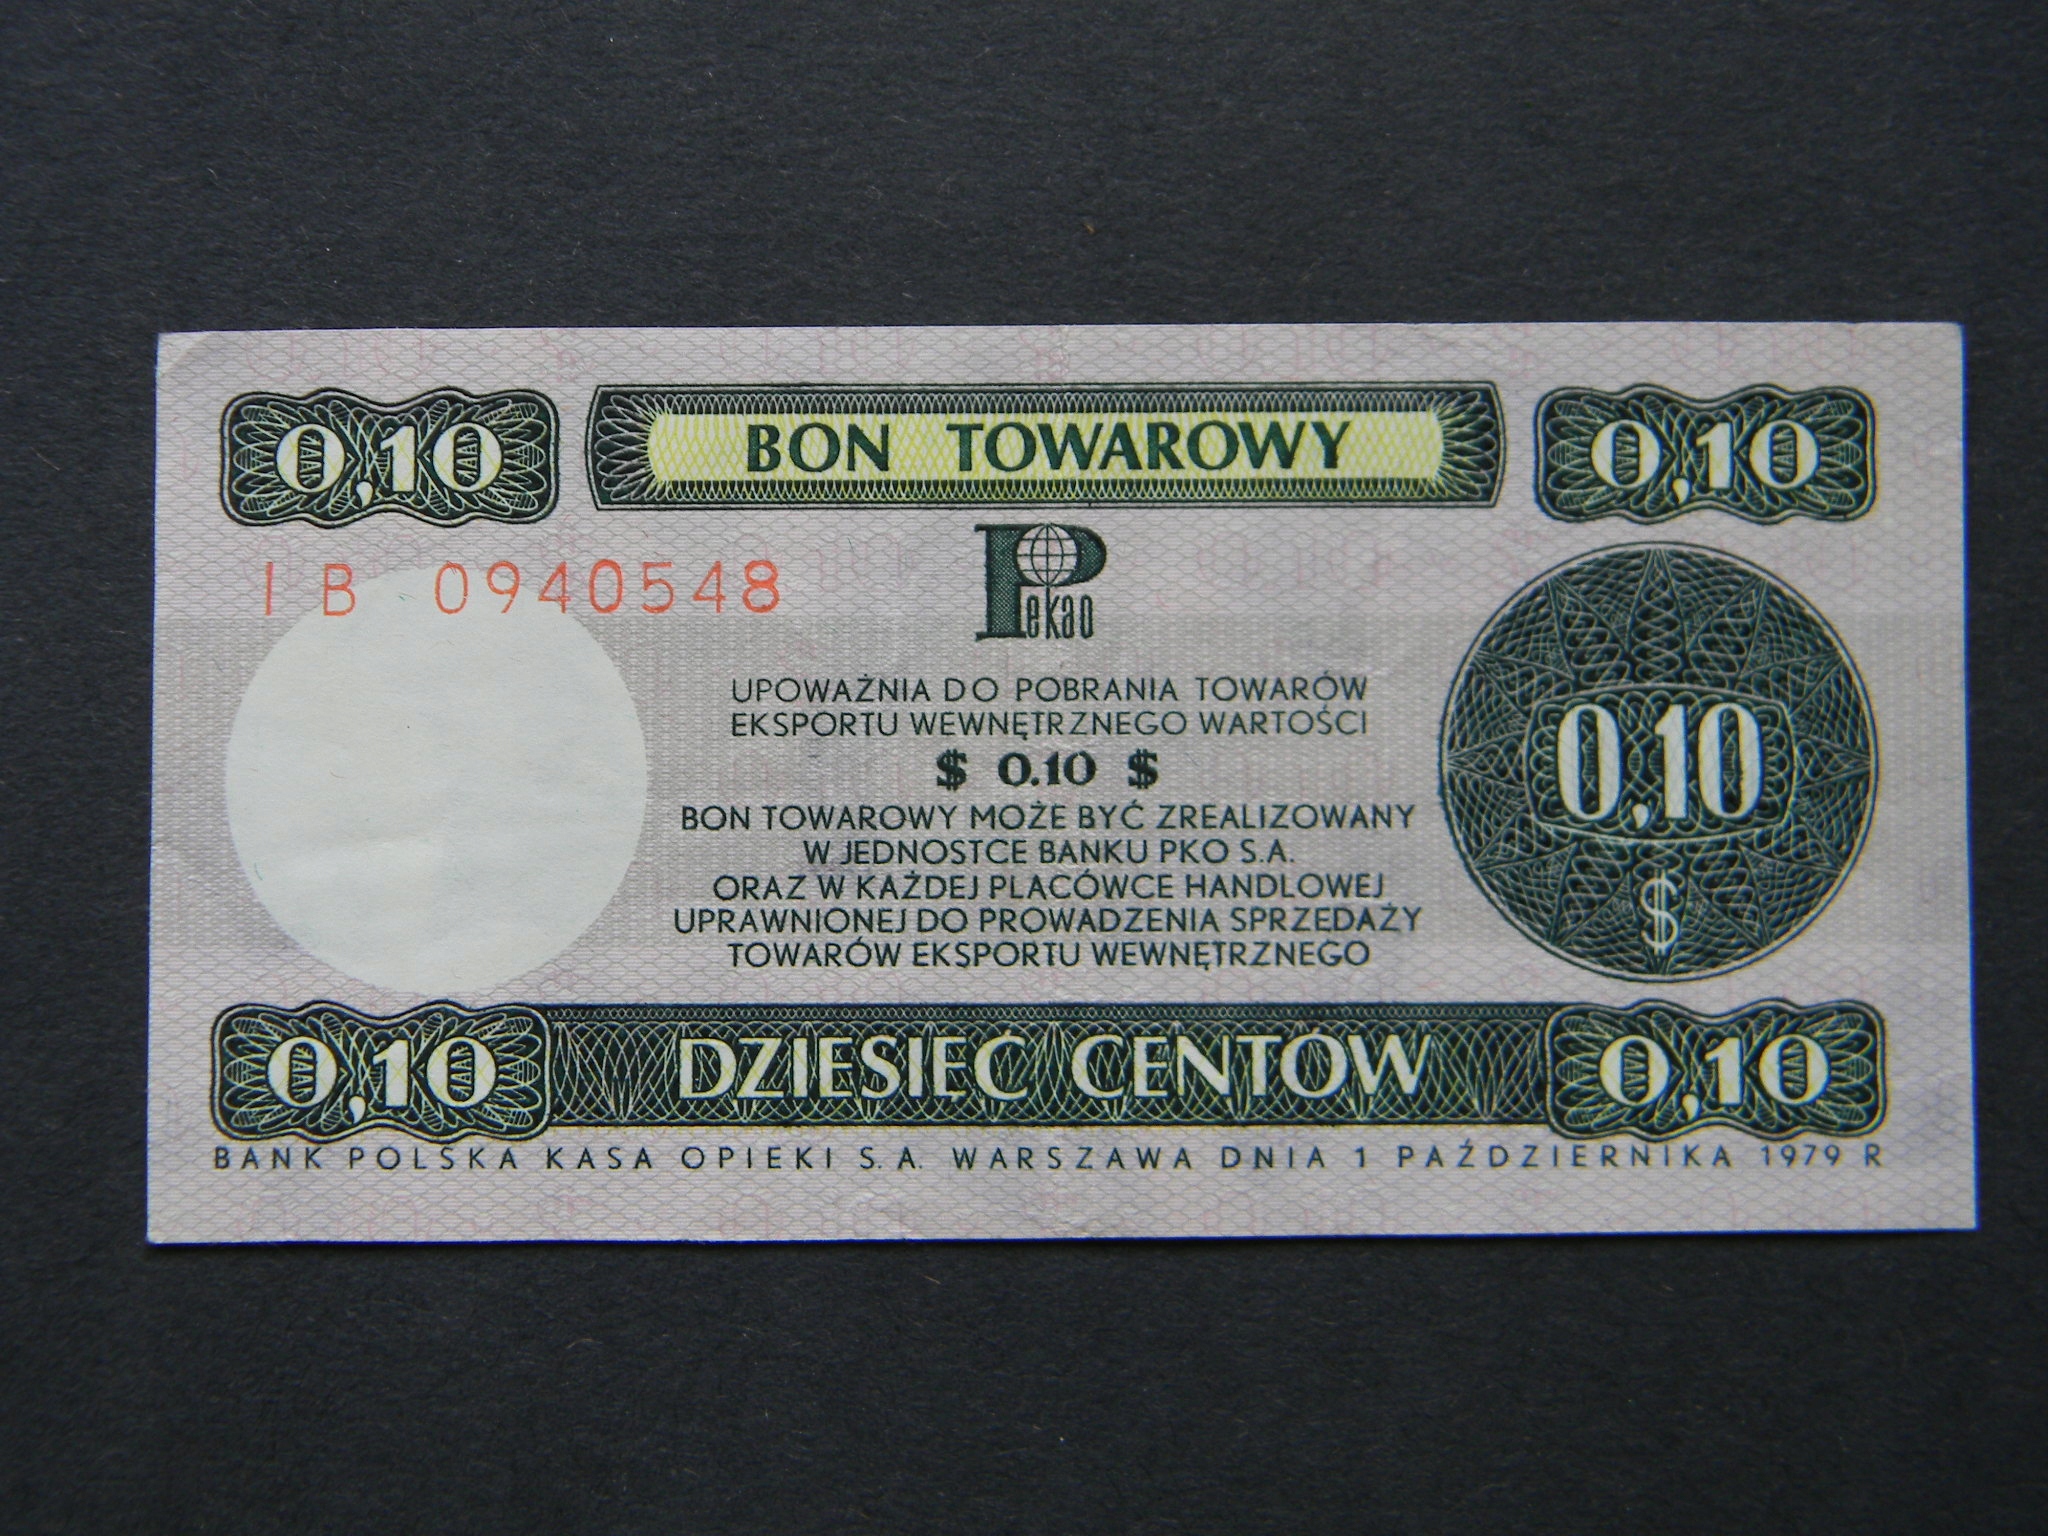 0,10 BON TOWAROWY 0,10
IB 0940548
Pekao
UPOWAŻNIA DO POBRANIA TOWARÓW
EKSPORTU WEWNĘTRZNEGO WARTOŚCI
$ 0.10 $
BON TOWAROWY MOŻE BYĆ ZREALIZOWANY
W JEDNOSTCE BANKU PKO S.A.
ORAZ W KAŻDEJ PLACÓWCE HANDLOWEJ
UPRAWNIONEJ DO PROWADZENIA SPRZEDAŻY
TOWARÓW EKSPORTU WEWNĘTRZNEGO
0,10
$
0,10 DZIESIĘĆ CENTÓW 0,10
BANK POLSKA KASA OPIEKI S.A. WARSZAWA DNIA 1 PAŹDZIERNIKA 1979 R